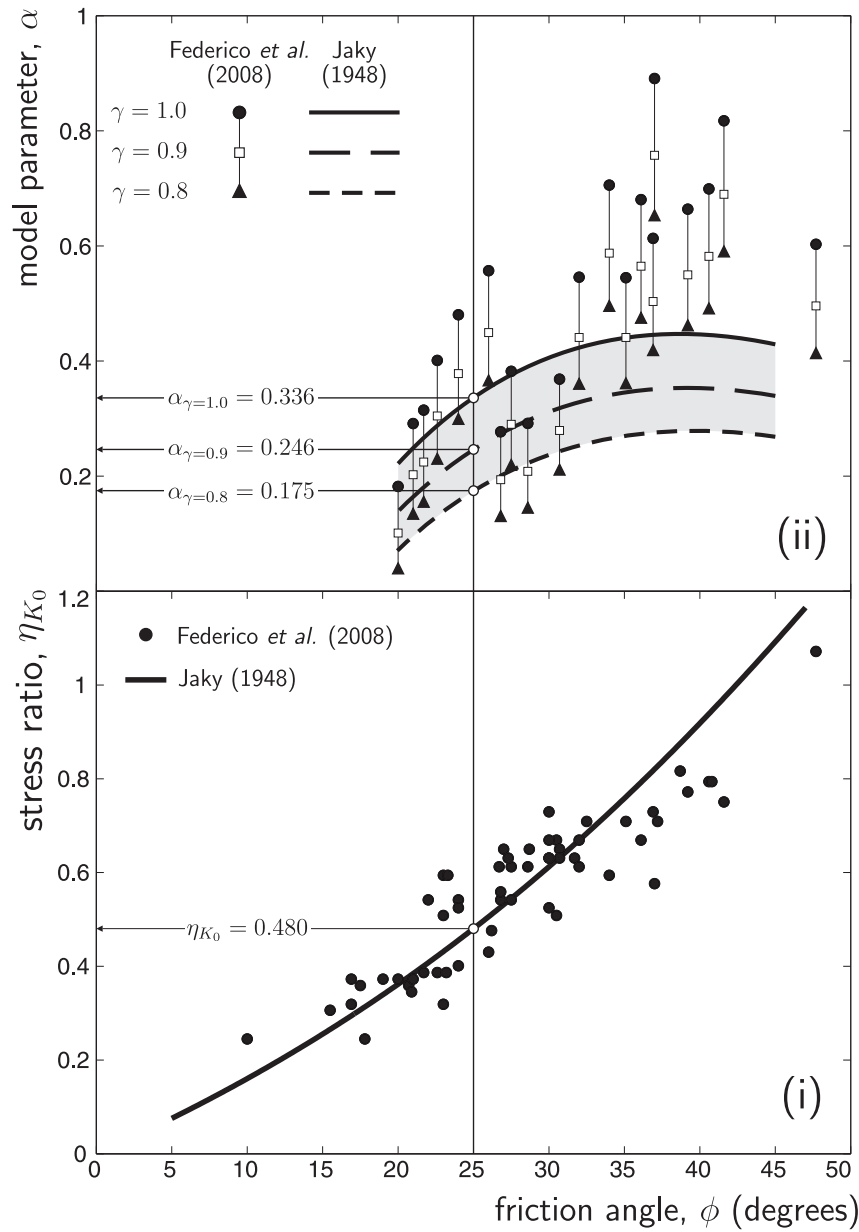 1
Federico et al. Jaky
(2008) (1948)
γ = 1.0
γ = 0.9
γ = 0.8
0.8
0.6
0.4
0.2
model parameter, α
α_{γ=1.0} = 0.336
α_{γ=0.9} = 0.246
α_{γ=0.8} = 0.175
(ii)
1.2
1
0.8
0.6
0.4
0.2
0
stress ratio, η_{K_0}
Federico et al. (2008)
Jaky (1948)
η_{K_0} = 0.480
(i)
0 5 10 15 20 25 30 35 40 45 50
friction angle, ϕ (degrees)